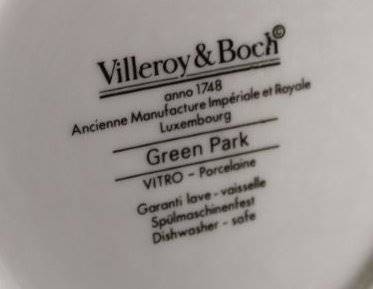 Villeroy & Boch©
anno 1748
Ancienne Manufacture Impériale et Royale
Luxembourg
Green Park
VITRO - Porcelaine
Garanti lave - vaisselle
Spülmaschinenfest
Dishwasher - safe